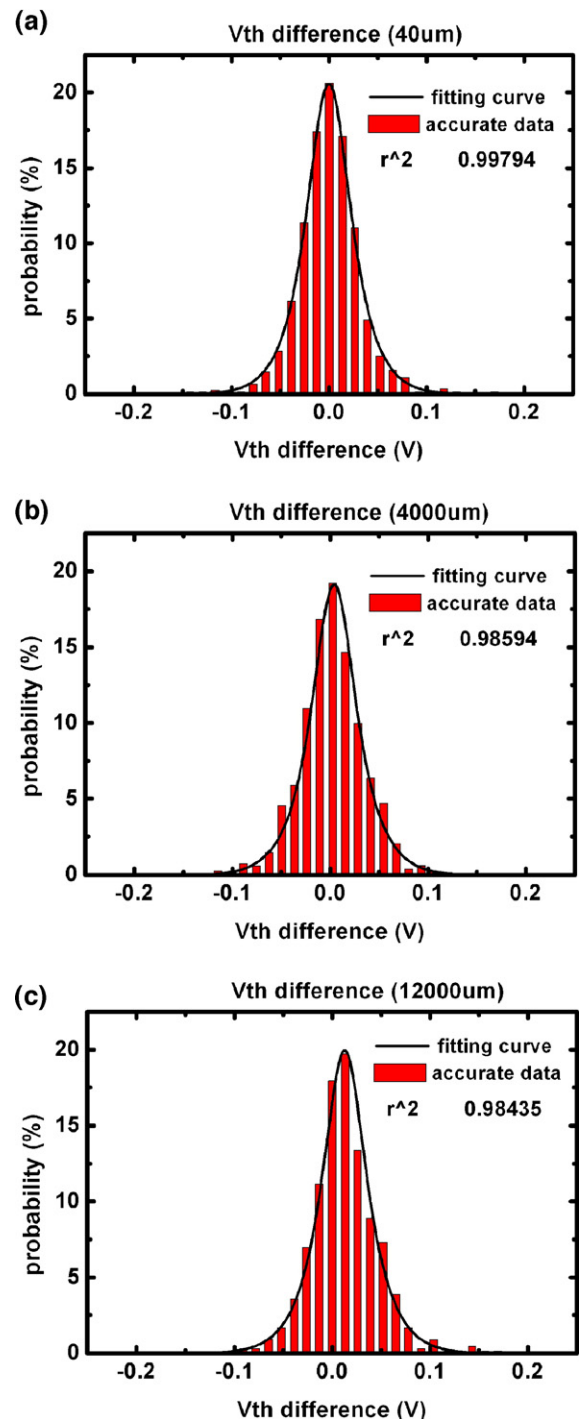 (a)
Vth difference (40um)
fitting curve
accurate data
r^2 0.99794
probability (%)
20
15
10
5
0
-0.2 -0.1 0.0 0.1 0.2
Vth difference (V)
(b)
Vth difference (4000um)
fitting curve
accurate data
r^2 0.98594
probability (%)
20
15
10
5
0
-0.2 -0.1 0.0 0.1 0.2
Vth difference (V)
(c)
Vth difference (12000um)
fitting curve
accurate data
r^2 0.98435
probability (%)
20
15
10
5
0
-0.2 -0.1 0.0 0.1 0.2
Vth difference (V)